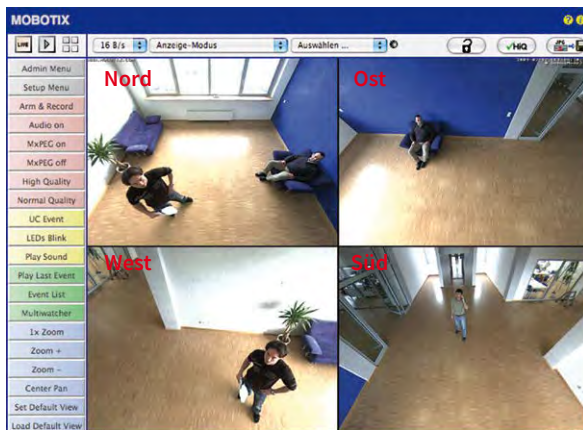 MOBOTIX
LIVE
16 B/s Anzeige-Modus Auswählen ... HiQ
Admin Menu
Setup Menu
Arm & Record
Audio on
MxPEG on
MxPEG off
High Quality
Normal Quality
UC Event
LEDs Blink
Play Sound
Play Last Event
Event List
Multiwatcher
1x Zoom
Zoom +
Zoom –
Center Pan
Set Default View
Load Default View
Nord
Ost
West
Süd